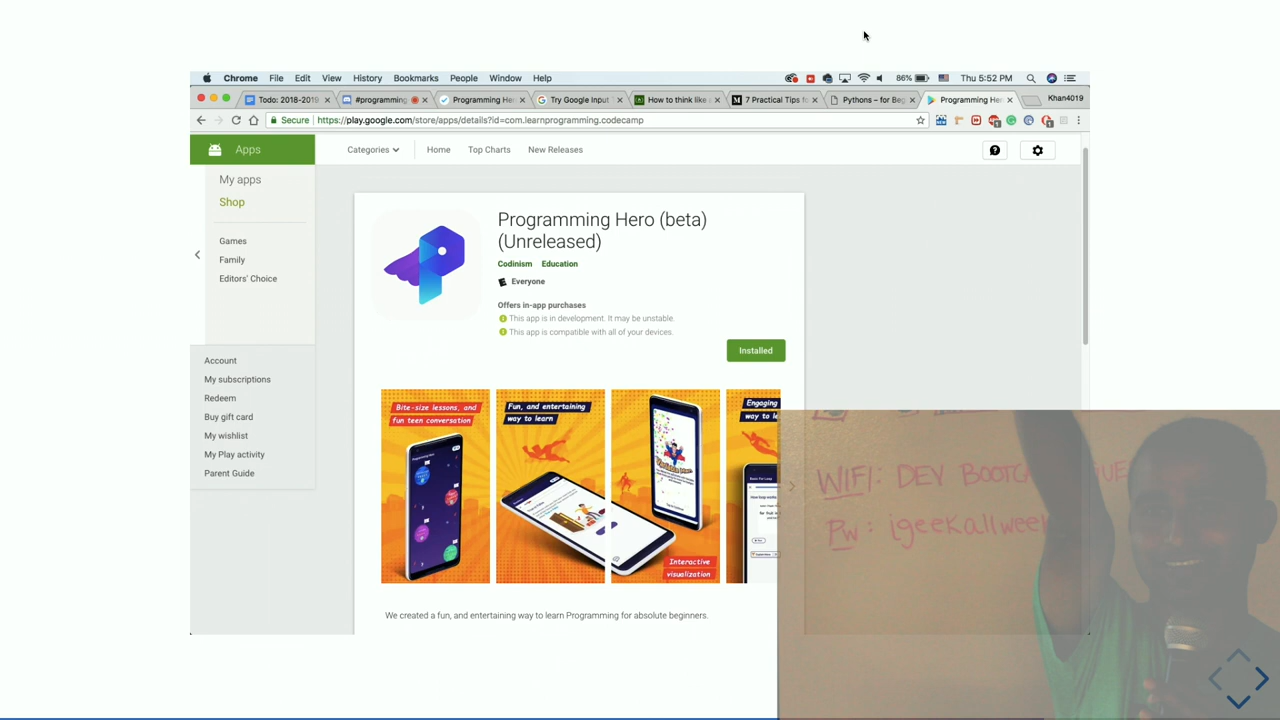 Chrome File Edit View History Bookmarks People Window Help 86% Thu 5:52 PM
Todo: 2018-2019 #programming Programming He Try Google Input How to think like a 7 Practical Tips fo Pythons – for Beg Programming Her Khan4019
Secure https://play.google.com/store/apps/details?id=com.learnprogramming.codecamp
Apps Categories Home Top Charts New Releases
My apps
Shop
Games
Family
Editors' Choice
Account
My subscriptions
Redeem
Buy gift card
My wishlist
My Play activity
Parent Guide
Programming Hero (beta)
(Unreleased)
Codinism Education
Everyone
Offers in-app purchases
This app is in development. It may be unstable.
This app is compatible with all of your devices.
Installed
Bite-size lessons, and
fun teen conversation
Fun, and entertaining
way to learn
Interactive
visualization
Engaging
way to le
We created a fun, and entertaining way to learn Programming for absolute beginners.
WIFI: DEV BOOTC
PW: igeekallweek